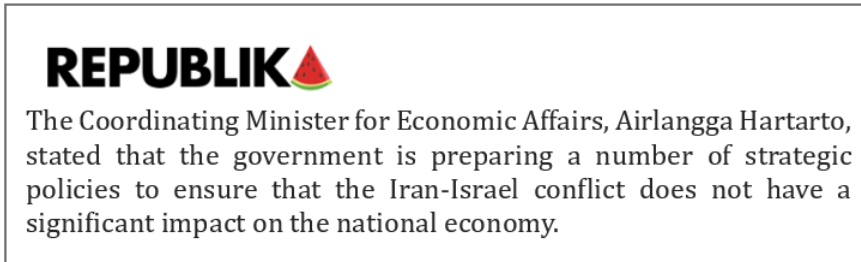 REPUBLIK
The Coordinating Minister for Economic Affairs, Airlangga Hartarto,
stated that the government is preparing a number of strategic
policies to ensure that the Iran-Israel conflict does not have a
significant impact on the national economy.